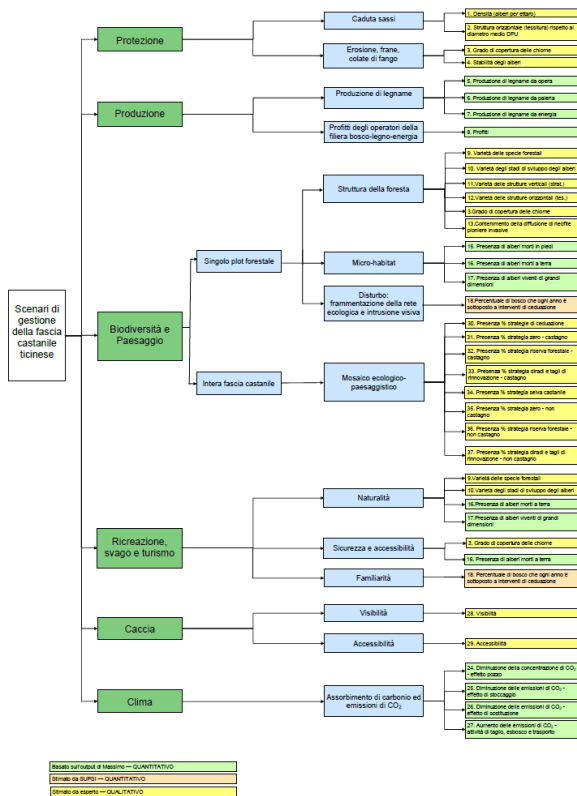 Scenari di
gestione
della fascia
castanile
ticinese
Protezione
Caduta sassi
1. Densità (alberi per ettaro)
2. Struttura orizzontale (tessitura) rispetto al
diametro medio DPU
Erosione, frane,
colate di fango
3. Grado di copertura delle chiome
4. Stabilità degli alberi
Produzione
Produzione di legname
5. Produzione di legname da opera
6. Produzione di legname da paleria
7. Produzione di legname da energia
Profitti degli operatori della
filiera bosco-legno-energia
8. Profitti
Biodiversità e
Paesaggio
Singolo plot forestale
Struttura della foresta
9. Varietà delle specie forestali
10. Varietà degli stadi di sviluppo degli alberi
11.Varietà delle strutture verticali (strat.)
12.Varietà delle strutture orizzontali (tes.)
3.Grado di copertura delle chiome
13.Contenimento della diffusione di neofite
pioniere invasive
Micro-habitat
15. Presenza di alberi morti in piedi
16. Presenza di alberi morti a terra
17. Presenza di alberi viventi di grandi
dimensioni
Disturbo:
frammentazione della rete
ecologica e intrusione visiva
18.Percentuale di bosco che ogni anno è
sottoposto a interventi di ceduazione
Intera fascia castanile
Mosaico ecologico-
paesaggistico
30. Presenza % strategie di ceduazione
31. Presenza % strategia zero - castagno
32. Presenza % strategia riserva forestale -
castagno
33. Presenza % strategia diradi e tagli di
rinnovazione - castagno
34. Presenza % strategia selva castanile
35. Presenza % strategia zero - non
castagno
36. Presenza % strategia riserva forestale -
non castagno
37. Presenza % strategia diradi e tagli di
rinnovazione - non castagno
Ricreazione,
svago e turismo
Naturalità
9.Varietà delle specie forestali
10.Varietà degli stadi di sviluppo degli alberi
16.Presenza di alberi morti a terra
17.Presenza di alberi viventi di grandi
dimensioni
Sicurezza e accessibilità
3. Grado di copertura delle chiome
16. Presenza di alberi morti a terra
Familiarità
18. Percentuale di bosco che ogni anno è
sottoposto a interventi di ceduazione
Caccia
Visibilità
28. Visibilità
Accessibilità
29. Accessibilità
Clima
Assorbimento di carbonio ed
emissioni di CO₂
24. Diminuzione della concentrazione di CO₂
- effetto pozzo
25. Diminuzione delle emissioni di CO₂ -
effetto di stoccaggio
26. Diminuzione delle emissioni di CO₂ -
effetto di sostituzione
27. Aumento delle emissioni di CO₂ -
attività di taglio, esbosco e trasporto
Basato sull'output di Massimo — QUANTITATIVO
Stimato da SUPSI — QUANTITATIVO
Stimato da esperto — QUALITATIVO